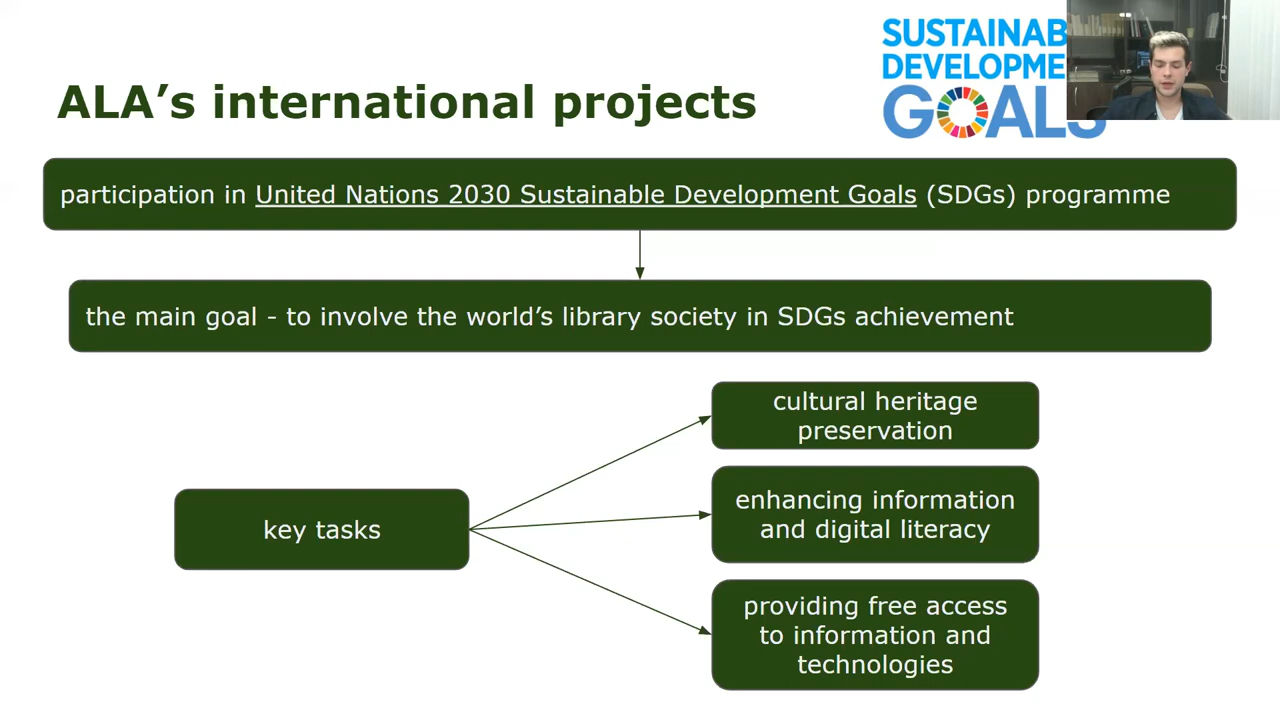 SUSTAINAB
DEVELOPME
GOALS
ALA’s international projects
participation in United Nations 2030 Sustainable Development Goals (SDGs) programme
the main goal - to involve the world’s library society in SDGs achievement
key tasks
cultural heritage
preservation
enhancing information
and digital literacy
providing free access
to information and
technologies